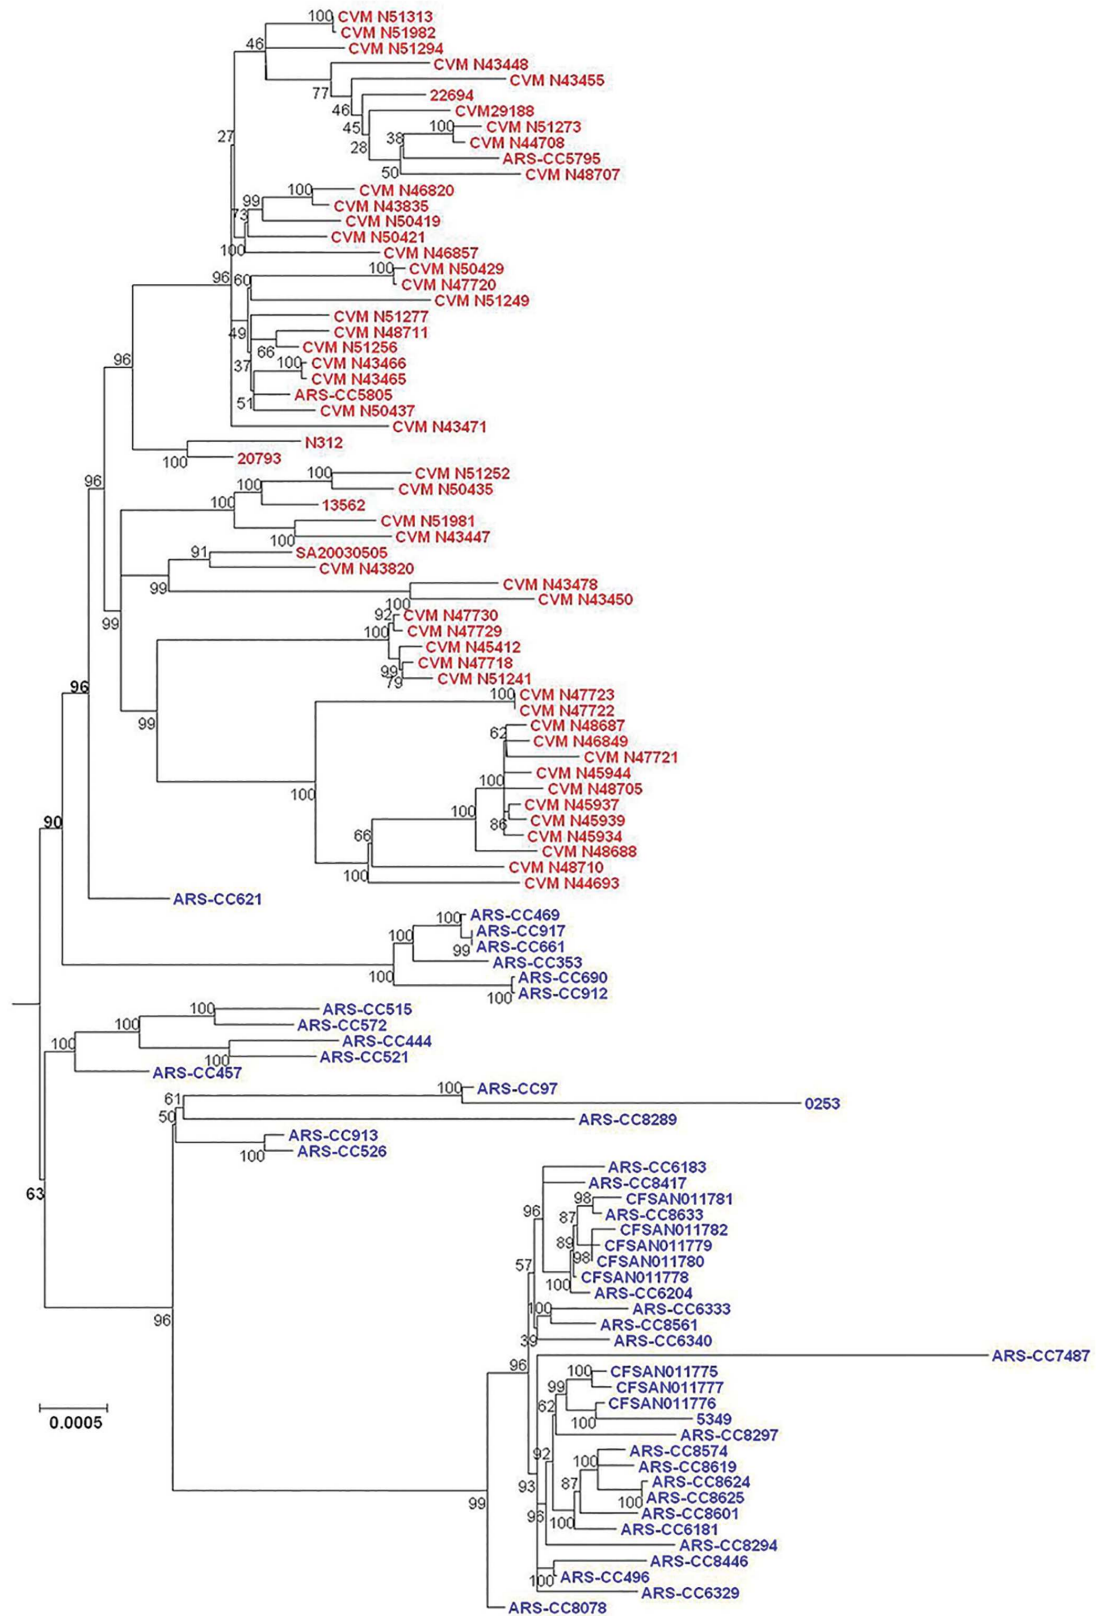 100 CVM N51313
CVM N51982
46 CVM N51294
CVM N43448
CVM N43455
77 22694
46 CVM29188
45 100 CVM N51273
27 38 CVM N44708
28 ARS-CC5795
50 CVM N48707
100 CVM N46820
99 CVM N43835
73 CVM N50419
CVM N50421
100 CVM N46857
100 CVM N50429
96 60 CVM N47720
CVM N51249
CVM N51277
49 CVM N48711
66 CVM N51256
96 37 100 CVM N43466
CVM N43465
ARS-CC5805
51 CVM N50437
CVM N43471
N312
100 20793
100 CVM N51252
96 100 CVM N50435
100 13562
CVM N51981
100 CVM N43447
91 SA20030505
CVM N43820
99 CVM N43478
100 CVM N43450
99 92 CVM N47730
100 CVM N47729
CVM N45412
99 CVM N47718
79 CVM N51241
96 100 CVM N47723
CVM N47722
99 62 CVM N48687
CVM N46849
CVM N47721
CVM N45944
100 CVM N48705
100 100 CVM N45937
86 CVM N45939
90 66 CVM N45934
CVM N48688
CVM N48710
100 CVM N44693
ARS-CC621
100 ARS-CC469
100 ARS-CC917
99 ARS-CC661
ARS-CC353
100 ARS-CC690
100 ARS-CC912
100 ARS-CC515
100 ARS-CC572
100 ARS-CC444
100 ARS-CC521
ARS-CC457
100 ARS-CC97
61 0253
50 ARS-CC8289
ARS-CC913
100 ARS-CC526
ARS-CC6183
63 ARS-CC8417
98 CFSAN011781
96 87 ARS-CC8633
CFSAN011782
89 CFSAN011779
57 98 CFSAN011780
CFSAN011778
100 ARS-CC6204
100 ARS-CC6333
96 ARS-CC8561
39 ARS-CC6340
96 ARS-CC7487
100 CFSAN011775
99 CFSAN011777
62 CFSAN011776
0.0005 100 5349
ARS-CC8297
92 ARS-CC8574
100 ARS-CC8619
93 87 ARS-CC8624
99 100 ARS-CC8625
96 ARS-CC8601
100 ARS-CC6181
ARS-CC8294
ARS-CC8446
100 ARS-CC496
ARS-CC6329
ARS-CC8078